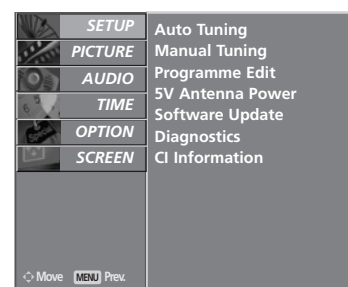 SETUP
PICTURE
AUDIO
TIME
OPTION
SCREEN
Auto Tuning
Manual Tuning
Programme Edit
5V Antenna Power
Software Update
Diagnostics
CI Information
Move MENU Prev.